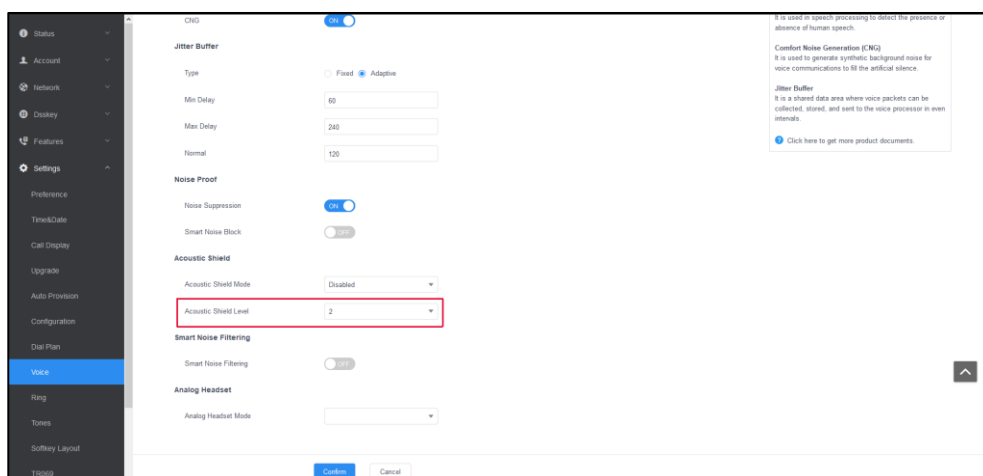 Status
Account
Network
Dsskey
Features
Settings
Preference
Time&Date
Call Display
Upgrade
Auto Provision
Configuration
Dial Plan
Voice
Ring
Tones
Softkey Layout
TR069
CNG ON
Jitter Buffer
Type Fixed Adaptive
Min Delay 60
Max Delay 240
Normal 120
Noise Proof
Noise Suppression ON
Smart Noise Block OFF
Acoustic Shield
Acoustic Shield Mode Disabled
Acoustic Shield Level 2
Smart Noise Filtering
Smart Noise Filtering OFF
Analog Headset
Analog Headset Mode
Confirm Cancel
It is used in speech processing to detect the presence or
absence of human speech.
Comfort Noise Generation (CNG)
It is used to generate synthetic background noise for
voice communications to fill the artificial silence.
Jitter Buffer
It is a shared data area where voice packets can be
collected, stored, and sent to the voice processor in even
intervals.
Click here to get more product documents.